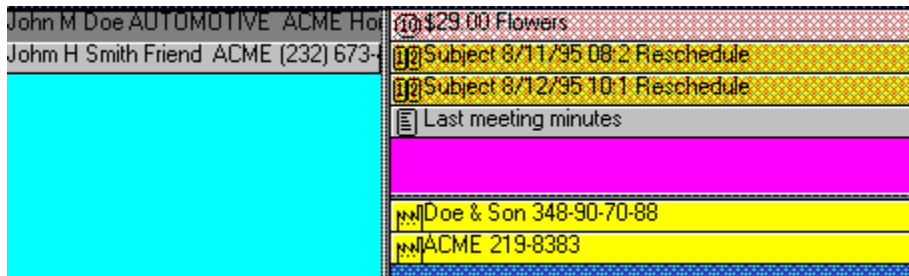 John M Doe AUTOMOTIVE ACME Ho
Johm H Smith Friend ACME (232) 673-
$29.00 Flowers
Subject 8/11/95 08:2 Reschedule
Subject 8/12/95 10:1 Reschedule
Last meeting minutes
Doe & Son 348-90-70-88
ACME 219-8383